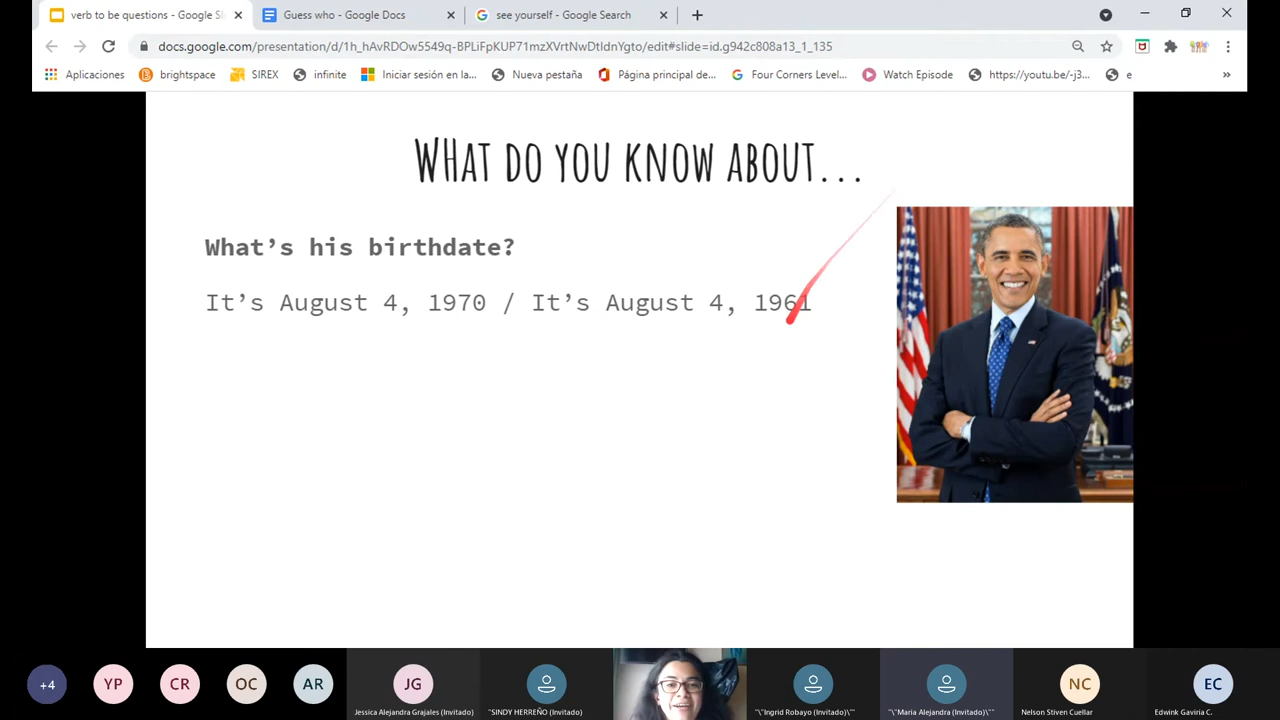 verb to be questions - Google Sl
Guess who - Google Docs
see yourself - Google Search
docs.google.com/presentation/d/1h_hAvRDOw5549q-BPLiFpKUP71mzXVrtNwDtIdnYgto/edit#slide=id.g942c808a13_1_135
Aplicaciones
brightspace
SIREX
infinite
Iniciar sesión en la...
Nueva pestaña
Página principal de...
Four Corners Level...
Watch Episode
https://youtu.be/-j3...
e
»
WHAT DO YOU KNOW ABOUT...
What's his birthdate?
It's August 4, 1970 / It's August 4, 1961
+4
YP
CR
OC
AR
JG
NC
EC
Jessica Alejandra Grajales (Invitado)
"SINDY HERREÑO (Invitado)
"\"Ingrid Robayo (Invitado)\""
"\"Maria Alejandra (Invitado)\""
Nelson Stiven Cuellar
Edwink Gaviria C.